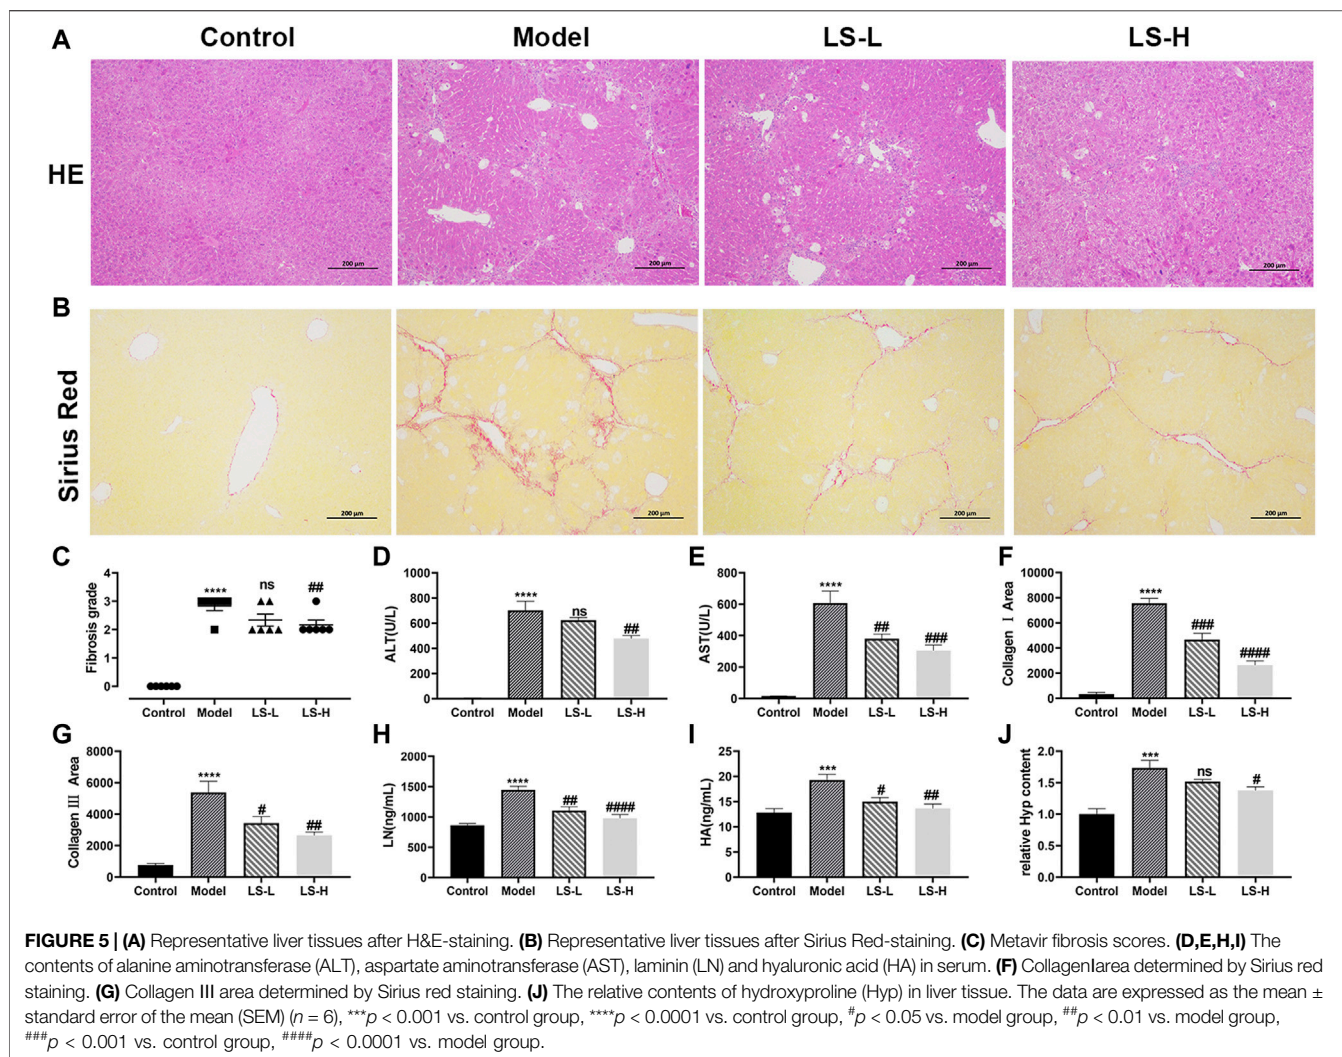 A Control Model LS-L LS-H
HE
200 μm 200 μm 200 μm 200 μm
B
Sirius Red
200 μm 200 μm 200 μm 200 μm
C
Fibrosis grade
4
3
2
1
0
**** ns ##
Control Model LS-L LS-H
D
ALT(U/L)
1000
800
600
400
200
0
**** ns ##
Control Model LS-L LS-H
E
AST(U/L)
800
600
400
200
0
**** ## ###
Control Model LS-L LS-H
F
Collagen Ⅰ Area
10000
8000
6000
4000
2000
0
**** ### ####
Control Model LS-L LS-H
G
Collagen Ⅲ Area
8000
6000
4000
2000
0
**** # ##
Control Model LS-L LS-H
H
LN(ng/mL)
2000
1500
1000
500
0
**** ## ####
Control Model LS-L LS-H
I
HA(ng/mL)
25
20
15
10
5
0
*** # ##
Control Model LS-L LS-H
J
relative Hyp content
2.0
1.5
1.0
0.5
0.0
*** ns #
Control Model LS-L LS-H
FIGURE 5 | (A) Representative liver tissues after H&E-staining. (B) Representative liver tissues after Sirius Red-staining. (C) Metavir fibrosis scores. (D,E,H,I) The
contents of alanine aminotransferase (ALT), aspartate aminotransferase (AST), laminin (LN) and hyaluronic acid (HA) in serum. (F) CollagenIarea determined by Sirius red
staining. (G) Collagen III area determined by Sirius red staining. (J) The relative contents of hydroxyproline (Hyp) in liver tissue. The data are expressed as the mean ±
standard error of the mean (SEM) (n = 6), ***p < 0.001 vs. control group, ****p < 0.0001 vs. control group, #p < 0.05 vs. model group, ##p < 0.01 vs. model group,
###p < 0.001 vs. control group, ####p < 0.0001 vs. model group.